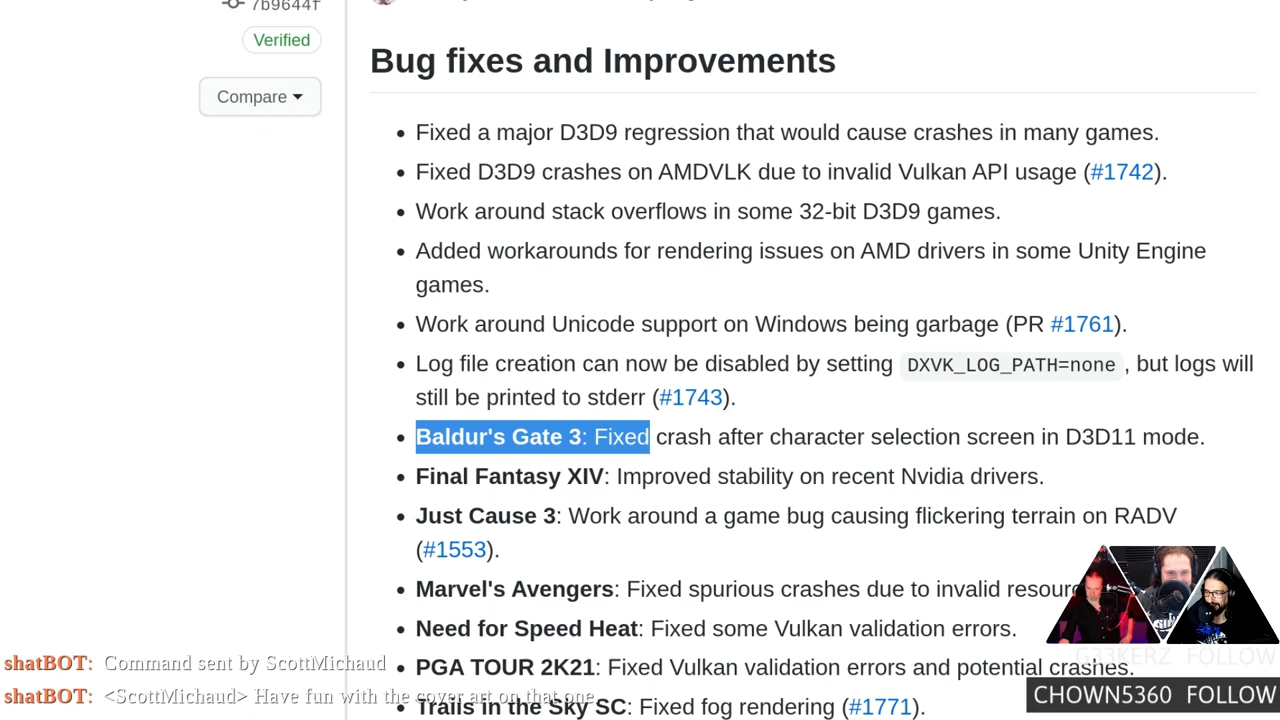 7b9644f
Verified
Compare
Bug fixes and Improvements
Fixed a major D3D9 regression that would cause crashes in many games.
Fixed D3D9 crashes on AMDVLK due to invalid Vulkan API usage (#1742).
Work around stack overflows in some 32-bit D3D9 games.
Added workarounds for rendering issues on AMD drivers in some Unity Engine
games.
Work around Unicode support on Windows being garbage (PR #1761).
Log file creation can now be disabled by setting DXVK_LOG_PATH=none, but logs will
still be printed to stderr (#1743).
Baldur's Gate 3: Fixed crash after character selection screen in D3D11 mode.
Final Fantasy XIV: Improved stability on recent Nvidia drivers.
Just Cause 3: Work around a game bug causing flickering terrain on RADV
(#1553).
Marvel's Avengers: Fixed spurious crashes due to invalid
Need for Speed Heat: Fixed some Vulkan validation errors.
PGA TOUR 2K21: Fixed Vulkan validation errors and potential crashes.
Trails in the Sky SC: Fixed fog rendering (#1771).
shatBOT: Command sent by ScottMichaud
shatBOT: <ScottMichaud> Have fun with the cover art on that one
G33KERZ FOLLOW
CHOWN5360 FOLLOW